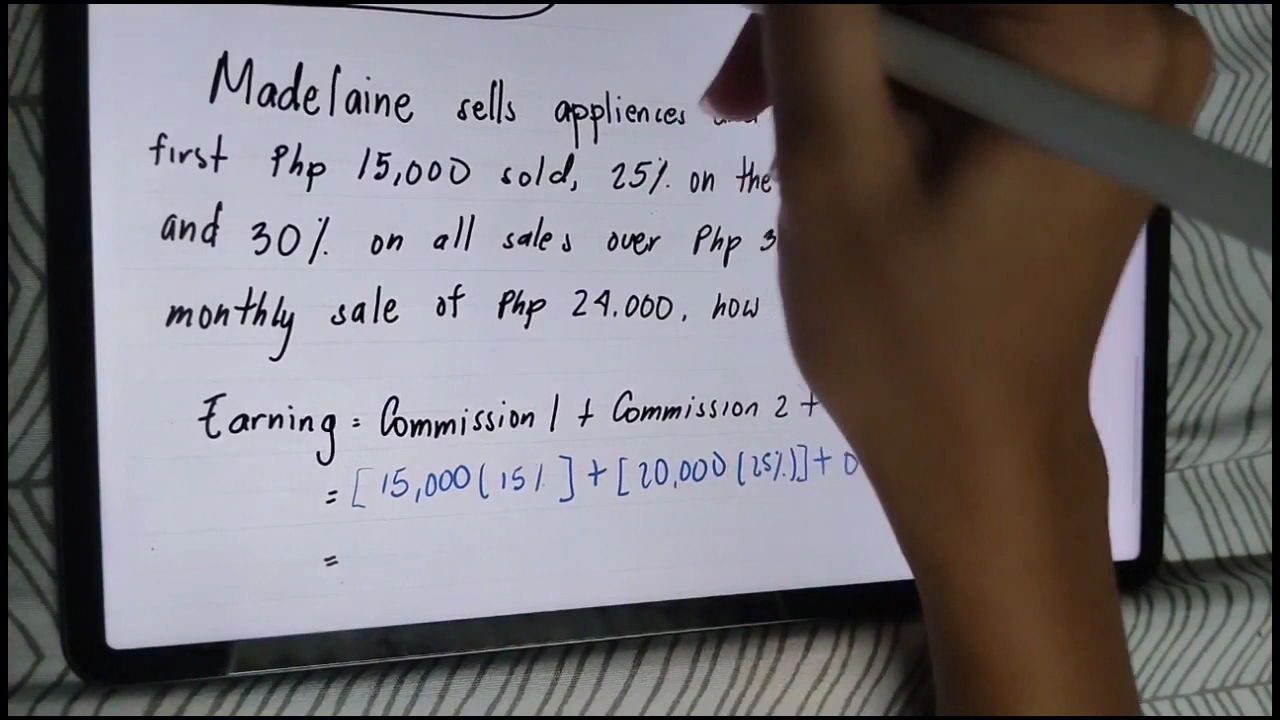 Madelaine sells appliences
first Php 15,000 sold, 25% on the
and 30% on all sales over Php 3
monthly sale of Php 24.000, how
Earning = Commission 1 + Commission 2 +
= [15,000(15%] + [20,000(25%)] + 0
=